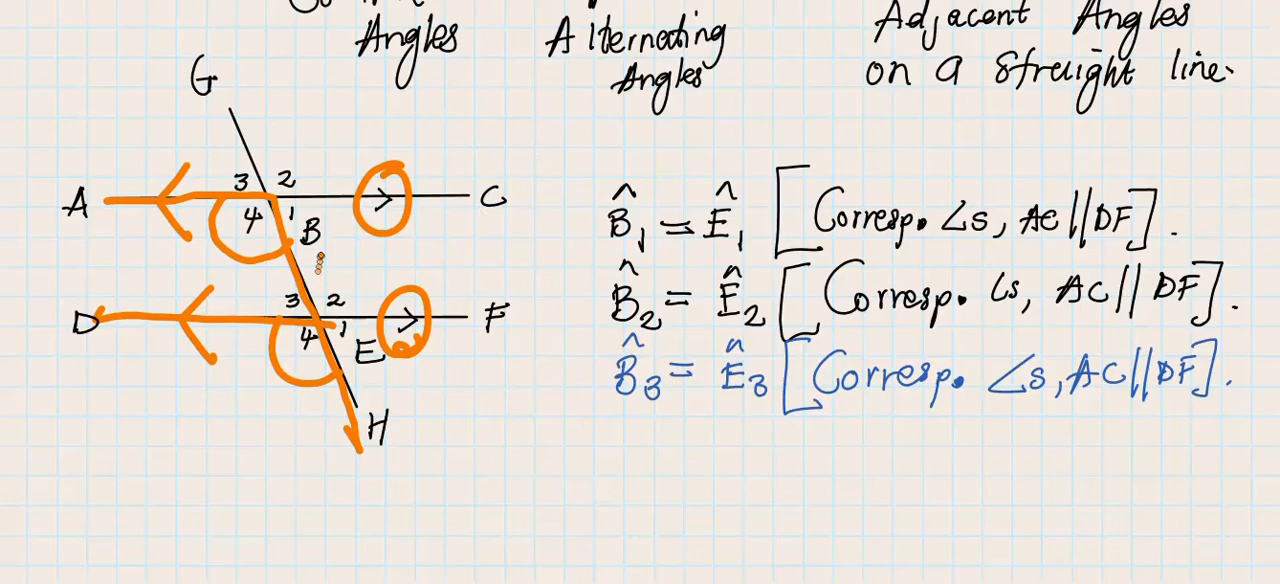 Angles
Alternating
Angles
Adjacent Angles
on a straight line.
G
A 3 2 C
4 1 B
D 3 2 F
4 1 E
H
B̂₁ = Ê₁ [Corresp. ∠s, AC || DF].
B̂₂ = Ê₂ [Corresp. ∠s, AC || DF].
B̂₃ = Ê₃ [Corresp. ∠s, AC || DF].